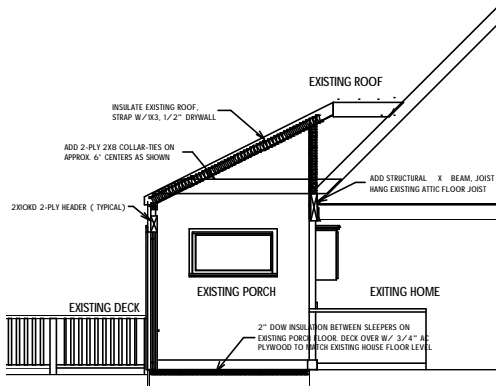 EXISTING ROOF
INSULATE EXISTING ROOF,
STRAP W/1X3, 1/2" DRYWALL
ADD 2-PLY 2X8 COLLAR-TIES ON
APPROX. 6' CENTERS AS SHOWN
ADD STRUCTURAL X BEAM, JOIST
HANG EXISTING ATTIC FLOOR JOIST
2X10KD 2-PLY HEADER ( TYPICAL)
EXISTING DECK
EXISTING PORCH
EXITING HOME
2" DOW INSULATION BETWEEN SLEEPERS ON
EXISTING PORCH FLOOR. DECK OVER W/ 3/4" AC
PLYWOOD TO MATCH EXISTING HOUSE FLOOR LEVEL